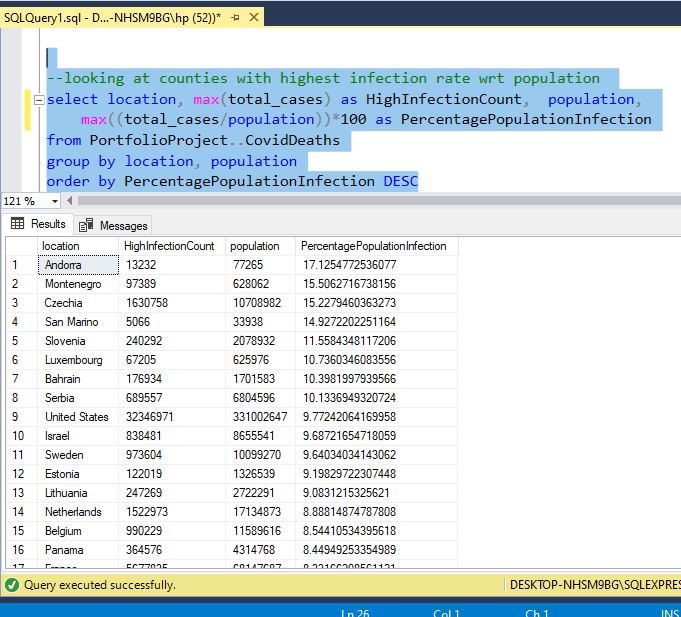 SQLQuery1.sql - D...-NHSM9BG\hp (52))*
--looking at counties with highest infection rate wrt population
select location, max(total_cases) as HighInfectionCount,  population,
max((total_cases/population))*100 as PercentagePopulationInfection
from PortfolioProject..CovidDeaths
group by location, population
order by PercentagePopulationInfection DESC
121 %
Results Messages
location HighInfectionCount population PercentagePopulationInfection
1 Andorra 13232 77265 17.1254772536077
2 Montenegro 97389 628062 15.5062716738156
3 Czechia 1630758 10708982 15.2279460363273
4 San Marino 5066 33938 14.9272202251164
5 Slovenia 240292 2078932 11.5584348117206
6 Luxembourg 67205 625976 10.7360346083556
7 Bahrain 176934 1701583 10.3981997939566
8 Serbia 689557 6804596 10.1336949320724
9 United States 32346971 331002647 9.77242064169958
10 Israel 838481 8655541 9.68721654718059
11 Sweden 973604 10099270 9.64034034143062
12 Estonia 122019 1326539 9.19829722307448
13 Lithuania 247269 2722291 9.0831215325621
14 Netherlands 1522973 17134873 8.88814874787808
15 Belgium 990229 11589616 8.54410534395618
16 Panama 364576 4314768 8.44949253354989
17 France
Query executed successfully.
DESKTOP-NHSM9BG\SQLEXPRES
Ln 26 Col 1 Ch 1 INS